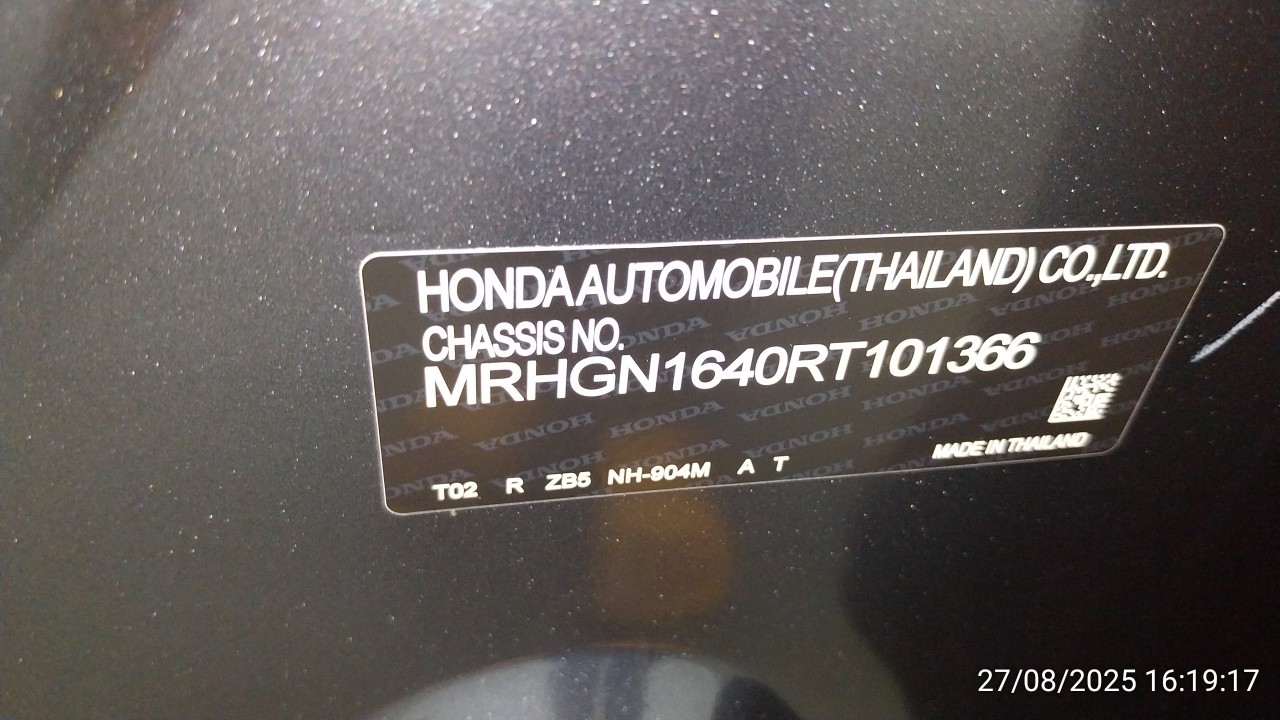 HONDA AUTOMOBILE (THAILAND) CO., LTD.
CHASSIS NO.
MRHGN1640RT101366
MADE IN THAILAND
T02 R ZB5 NH-904M A T
27/08/2025 16:19:17